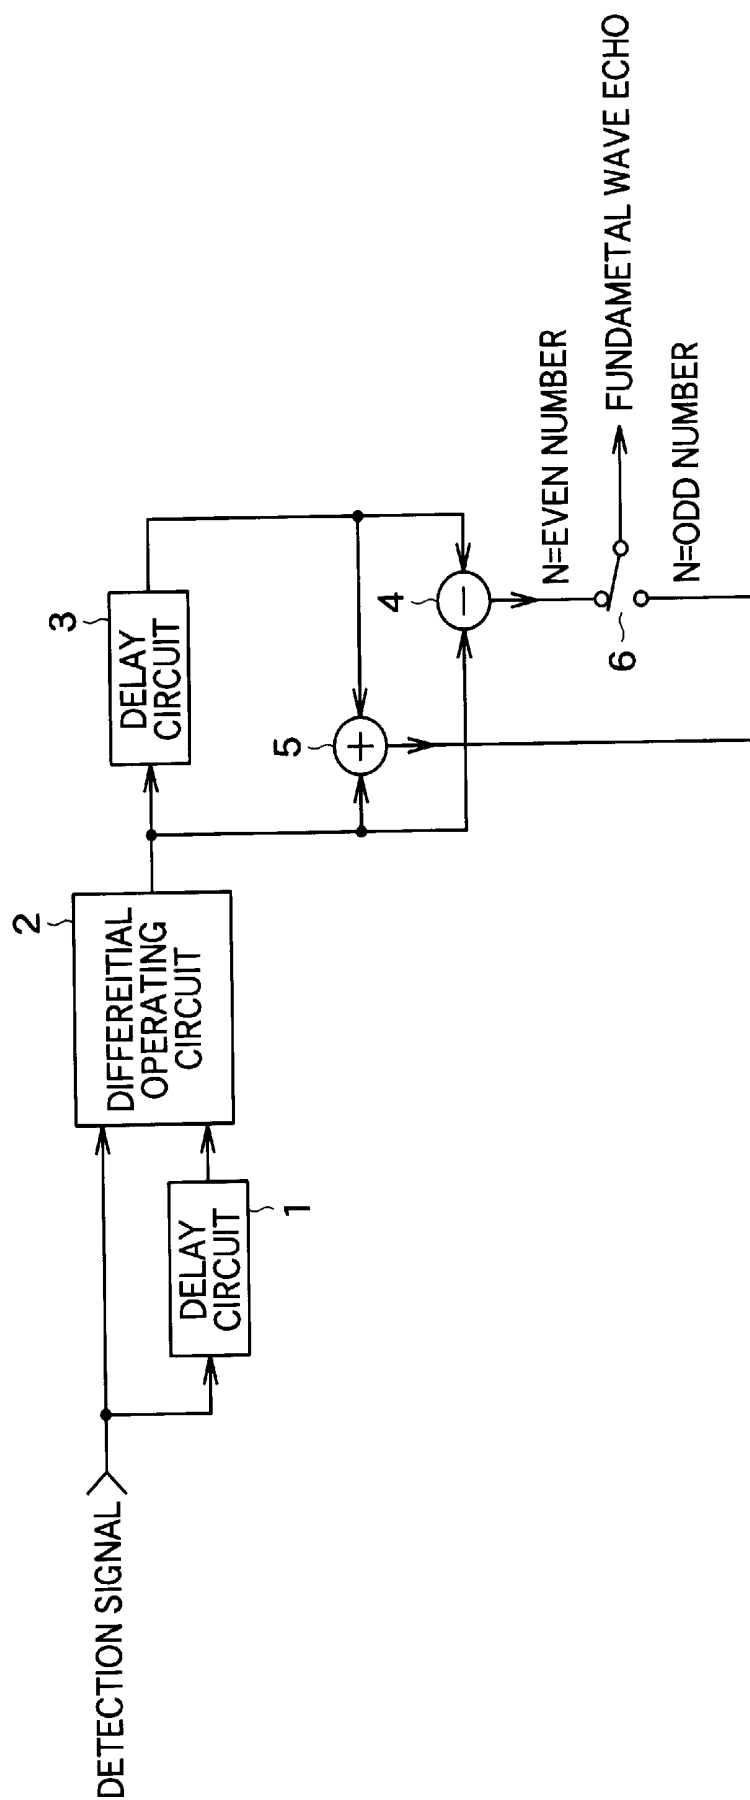 DETECTION SIGNAL
DELAY
CIRCUIT
1
DIFFEREITIAL
OPERATING
CIRCUIT
2
DELAY
CIRCUIT
3
5
+
4
−
N=EVEN NUMBER
6
N=ODD NUMBER
FUNDAMETAL WAVE ECHO